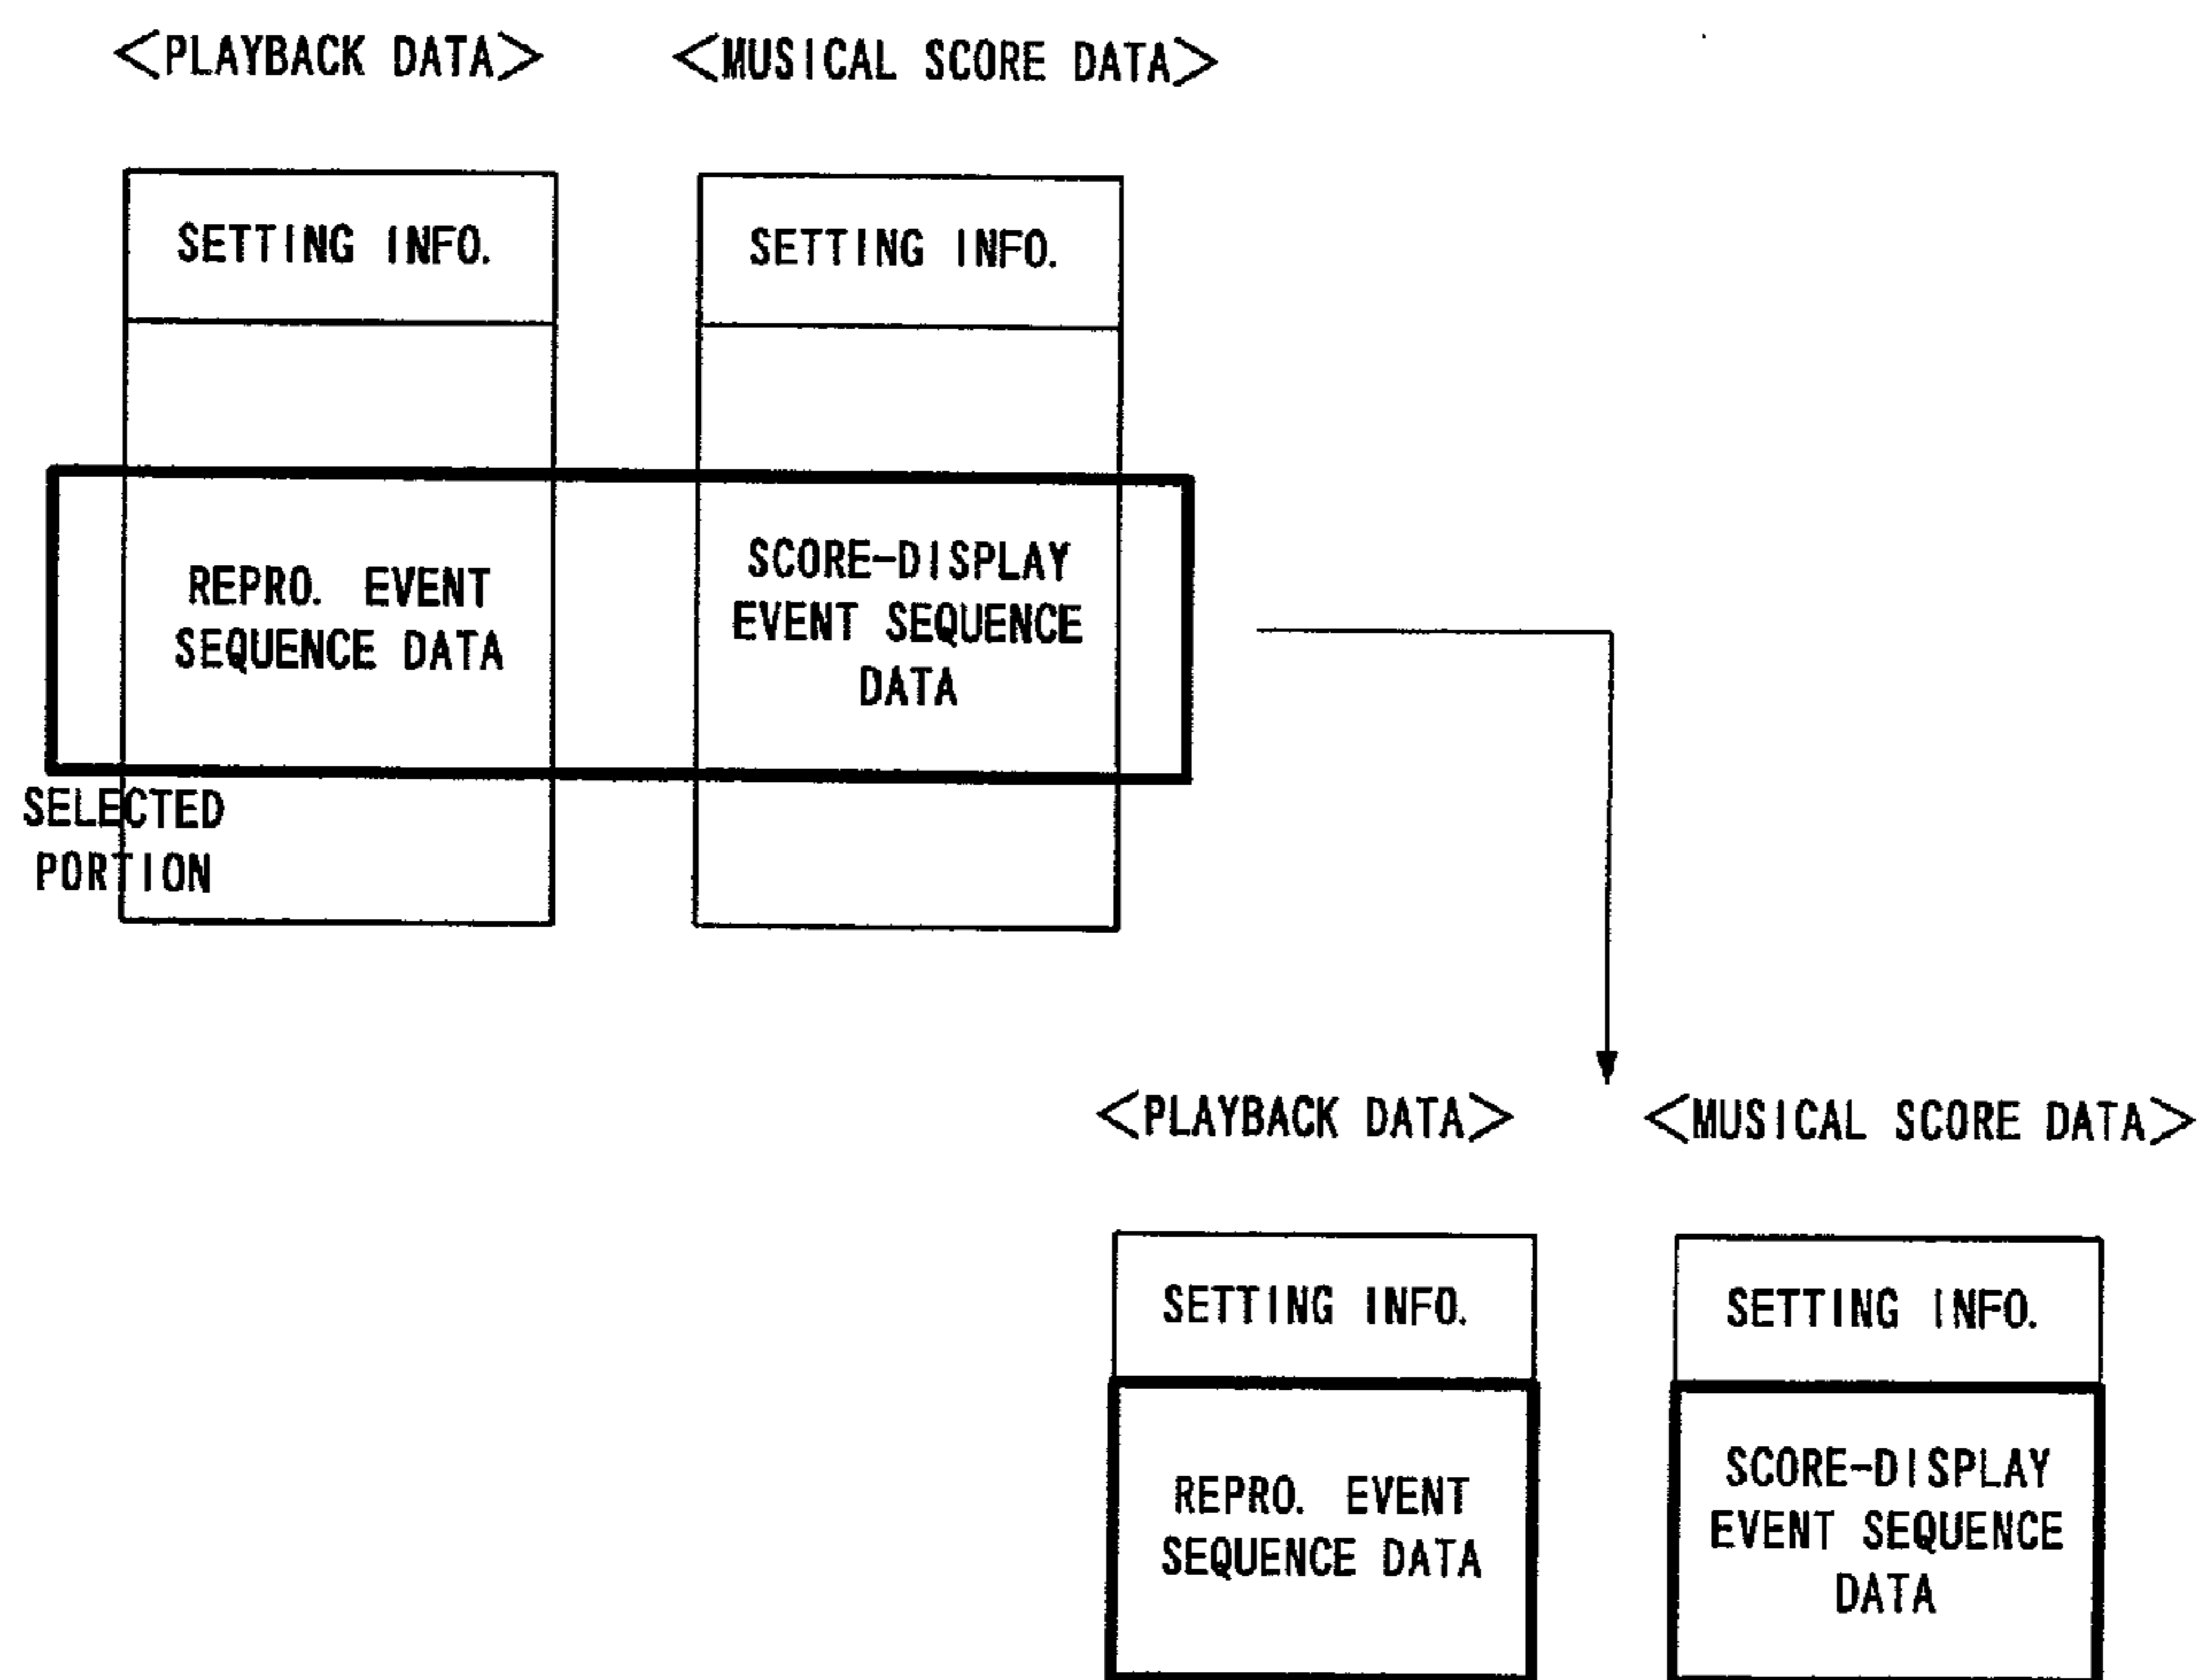 <PLAYBACK DATA>
<MUSICAL SCORE DATA>
SETTING INFO.
SETTING INFO.
REPRO. EVENT
SEQUENCE DATA
SCORE-DISPLAY
EVENT SEQUENCE
DATA
SELECTED
PORTION
<PLAYBACK DATA>
<MUSICAL SCORE DATA>
SETTING INFO.
SETTING INFO.
REPRO. EVENT
SEQUENCE DATA
SCORE-DISPLAY
EVENT SEQUENCE
DATA